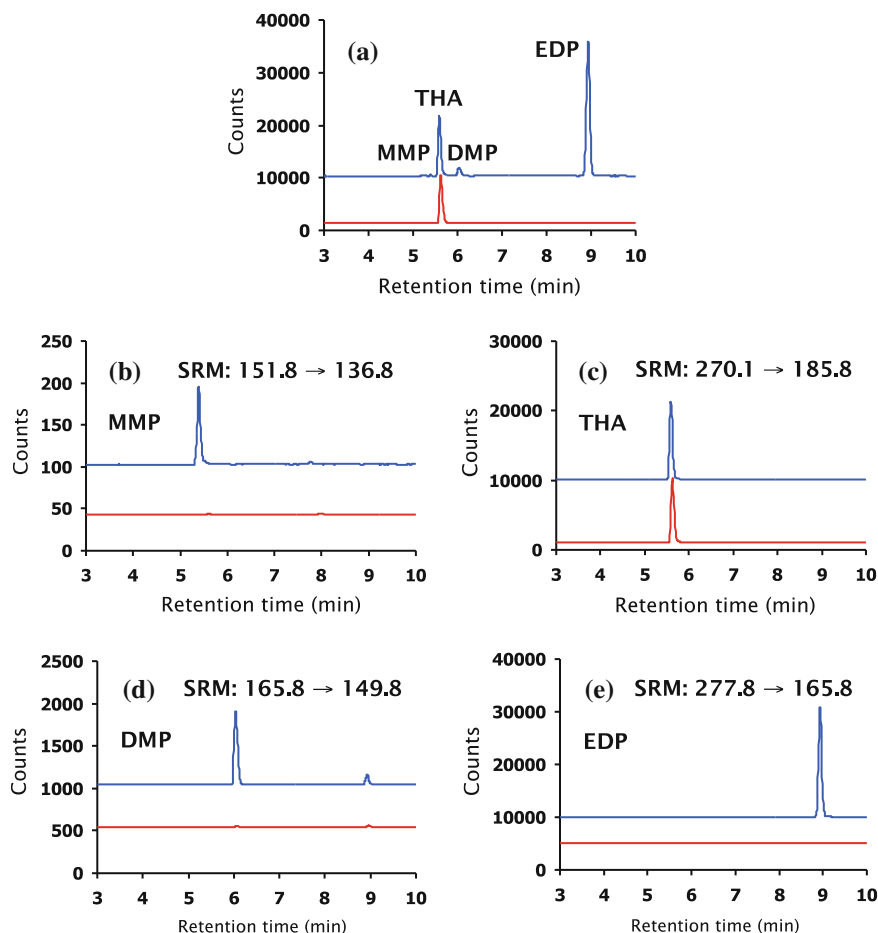 (a)
EDP
THA
MMP DMP
Counts
40000
30000
20000
10000
0
3 4 5 6 7 8 9 10
Retention time (min)
(b) SRM: 151.8 → 136.8
MMP
Counts
250
200
150
100
50
0
3 4 5 6 7 8 9 10
Retention time (min)
(c) SRM: 270.1 → 185.8
THA
Counts
30000
20000
10000
0
3 4 5 6 7 8 9 10
Retention time (min)
(d) SRM: 165.8 → 149.8
DMP
Counts
2500
2000
1500
1000
500
0
3 4 5 6 7 8 9 10
Retention time (min)
(e) SRM: 277.8 → 165.8
EDP
Counts
40000
30000
20000
10000
0
3 4 5 6 7 8 9 10
Retention time (min)